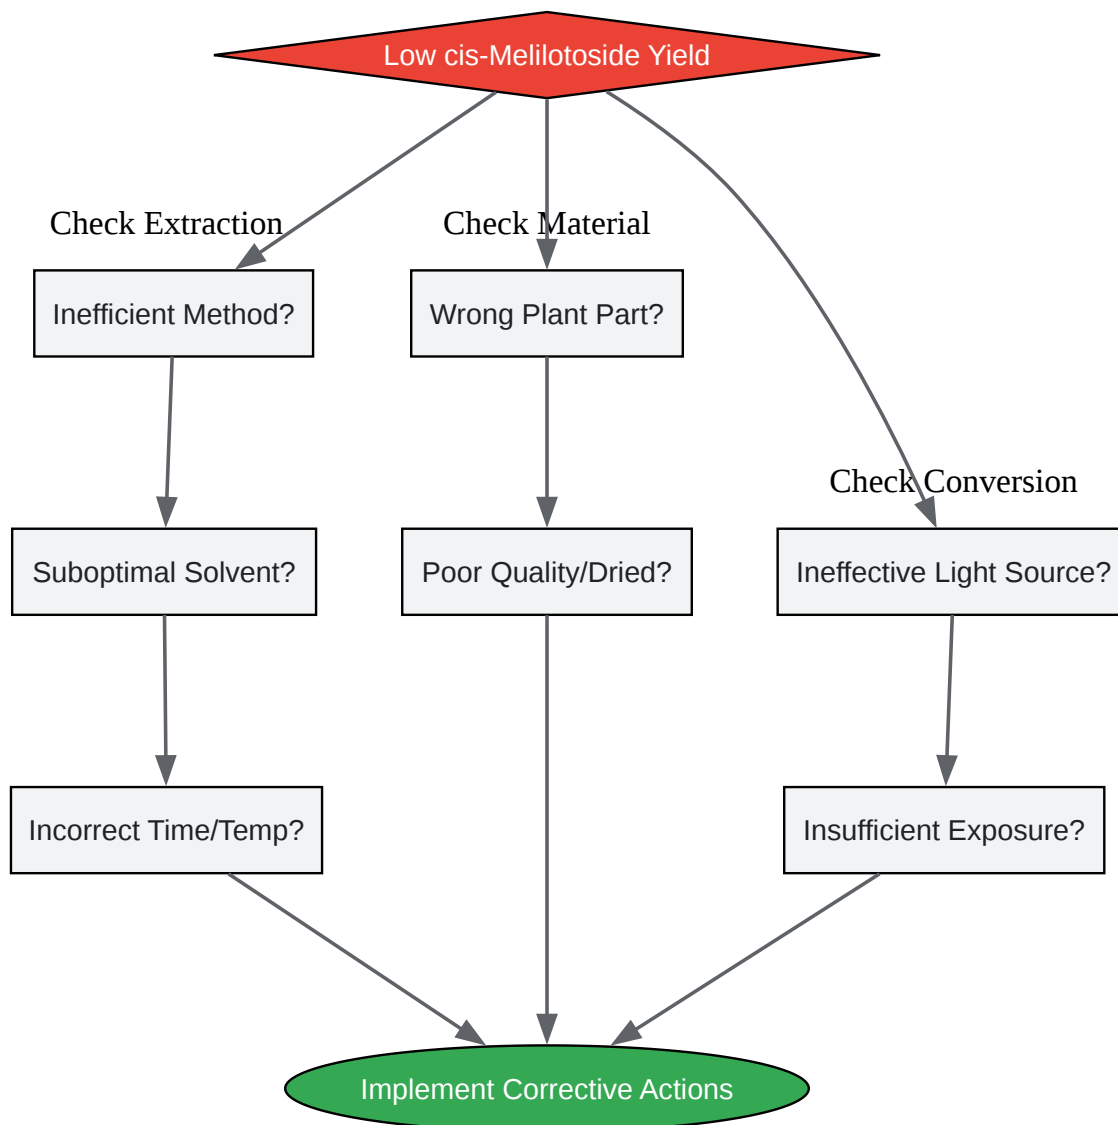 Low cis-Melilotoside Yield
Check Extraction
Check Material
Inefficient Method?
Wrong Plant Part?
Check Conversion
Suboptimal Solvent?
Poor Quality/Dried?
Ineffective Light Source?
Incorrect Time/Temp?
Insufficient Exposure?
Implement Corrective Actions